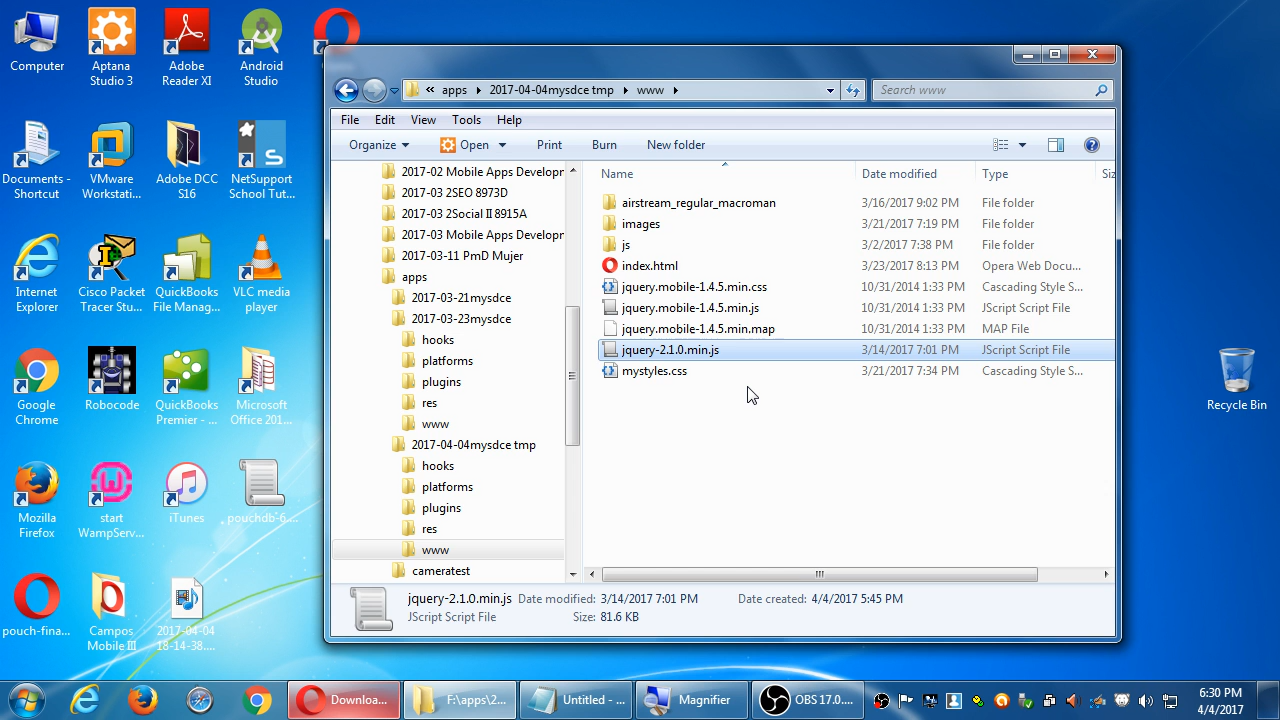 Computer
Aptana
Studio 3
Adobe
Reader XI
Android
Studio
Documents -
Shortcut
VMware
Workstati...
Adobe DCC
S16
NetSupport
School Tut...
Internet
Explorer
Cisco Packet
Tracer Stu...
QuickBooks
File Manag...
VLC media
player
Google
Chrome
Robocode
QuickBooks
Premier - ...
Microsoft
Office 201...
Mozilla
Firefox
start
WampServ...
iTunes
pouchdb-6....
pouch-fina...
Campos
Mobile III
2017-04-04
18-14-38....
Recycle Bin
« apps 2017-04-04mysdce tmp www
Search www
File Edit View Tools Help
Organize Open Print Burn New folder
2017-02 Mobile Apps Developr
2017-03 2SEO 8973D
2017-03 2Social II 8915A
2017-03 Mobile Apps Developr
2017-03-11 PmD Mujer
apps
2017-03-21mysdce
2017-03-23mysdce
hooks
platforms
plugins
res
www
2017-04-04mysdce tmp
hooks
platforms
plugins
res
www
cameratest
Name Date modified Type Siz
airstream_regular_macroman 3/16/2017 9:02 PM File folder
images 3/21/2017 7:19 PM File folder
js 3/2/2017 7:38 PM File folder
index.html 3/23/2017 8:13 PM Opera Web Docu...
jquery.mobile-1.4.5.min.css 10/31/2014 1:33 PM Cascading Style S...
jquery.mobile-1.4.5.min.js 10/31/2014 1:33 PM JScript Script File
jquery.mobile-1.4.5.min.map 10/31/2014 1:33 PM MAP File
jquery-2.1.0.min.js 3/14/2017 7:01 PM JScript Script File
mystyles.css 3/21/2017 7:34 PM Cascading Style S...
jquery-2.1.0.min.js Date modified: 3/14/2017 7:01 PM Date created: 4/4/2017 5:45 PM
JScript Script File Size: 81.6 KB
Downloa... F:\apps\2... Untitled - ... Magnifier OBS 17.0....
6:30 PM
4/4/2017